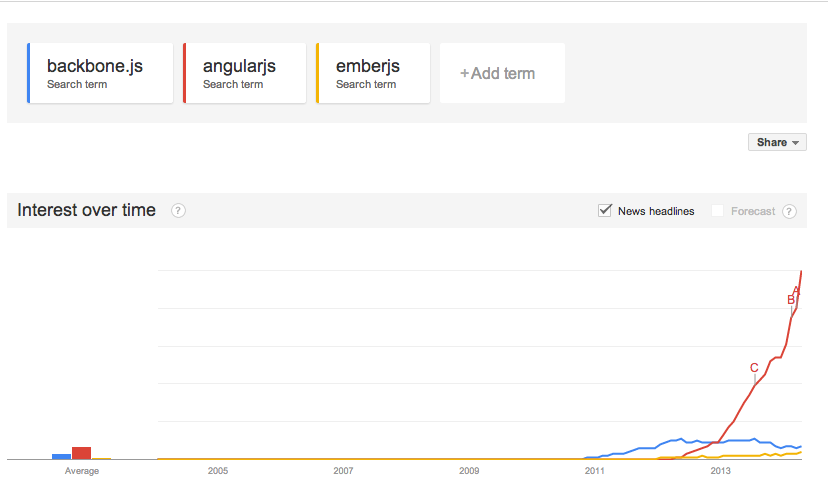 backbone.js
Search term
angularjs
Search term
emberjs
Search term
+Add term
Share
Interest over time ?
News headlines
Forecast ?
A
B
C
Average
2005
2007
2009
2011
2013